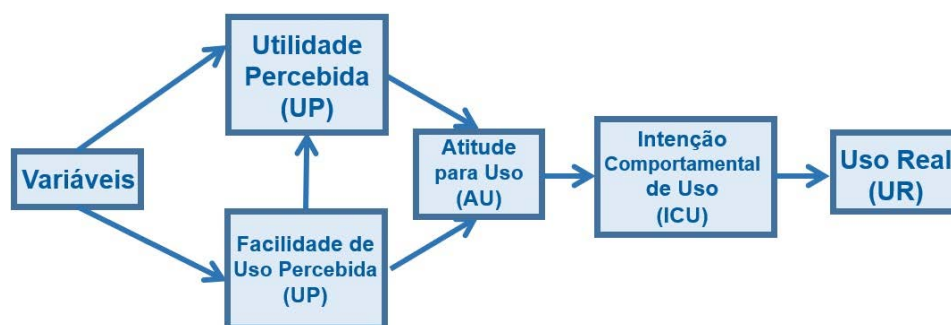 Variáveis
Utilidade
Percebida
(UP)
Facilidade de
Uso Percebida
(UP)
Atitude
para Uso
(AU)
Intenção
Comportamental
de Uso
(ICU)
Uso Real
(UR)